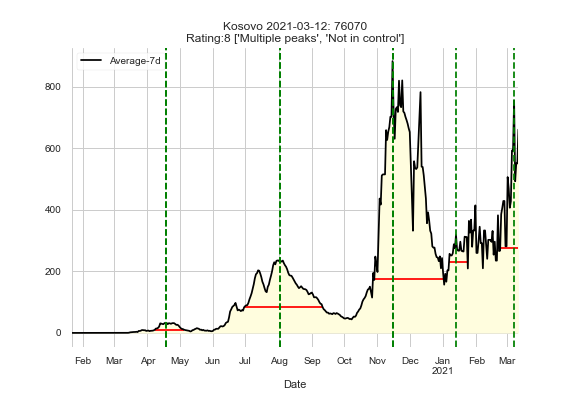 Kosovo 2021-03-12: 76070
Rating:8 ['Multiple peaks', 'Not in control']
Average-7d
800
600
400
200
0
Feb Mar Apr May Jun Jul Aug Sep Oct Nov Dec Jan Feb Mar
2021
Date